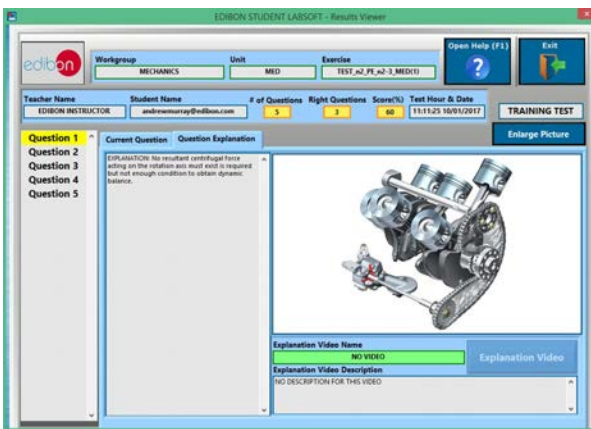 EDIBON STUDENT LABSOFT - Results Viewer
edibon
Workgroup Unit Exercise
MECHANICS MED TEST_n2_PE_n2-3_MED(1)
Open Help (F1)
?
Exit
Teacher Name Student Name # of Questions Right Questions Score(%) Test Hour & Date
EDIBON INSTRUCTOR andrewmurray@edibon.com 5 3 60 11:11:25 10/01/2017
TRAINING TEST
Enlarge Picture
Question 1
Question 2
Question 3
Question 4
Question 5
Current Question Question Explanation
EXPLANATION: No resultant centrifugal force
acting on the rotation axis must exist is required
but not enough condition to obtain dynamic
balance.
Explanation Video Name
NO VIDEO
Explanation Video
Explanation Video Description
NO DESCRIPTION FOR THIS VIDEO